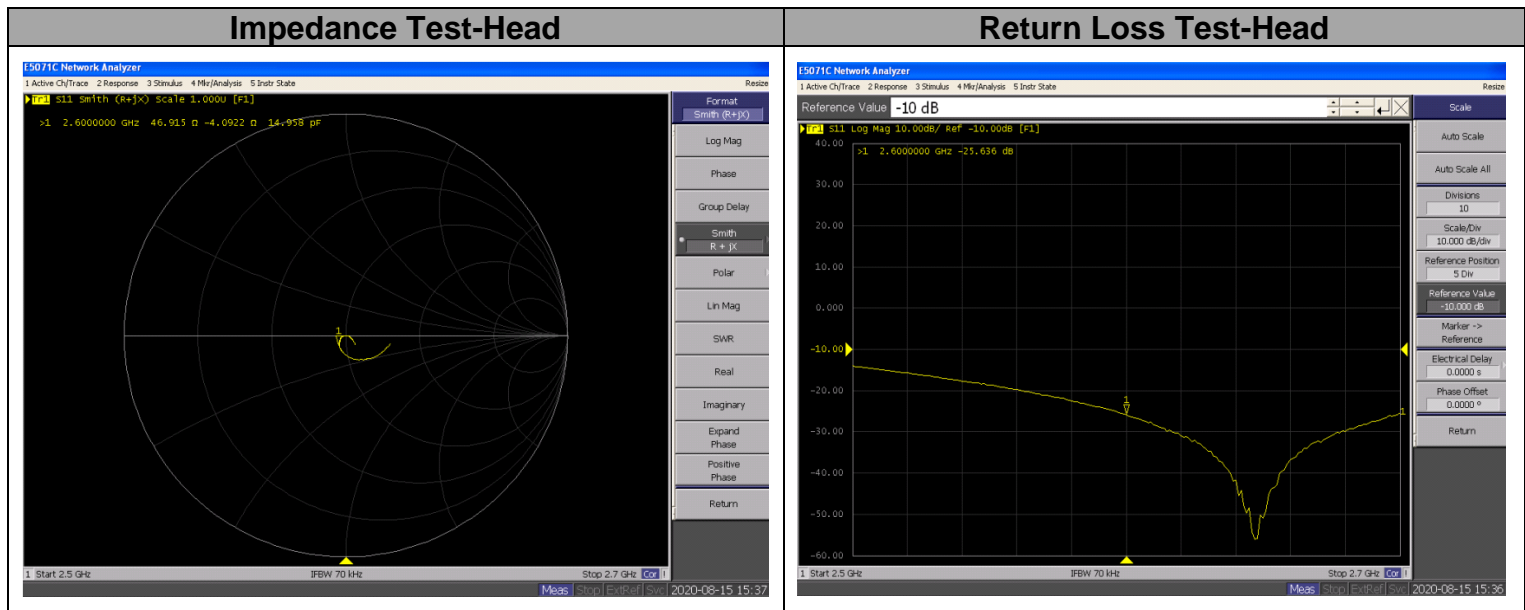 Impedance Test-Head
E5071C Network Analyzer
1 Active Ch/Trace 2 Response 3 Stimulus 4 Mkr/Analysis 5 Instr State
Resize
Tr1 S11 Smith (R+jX) Scale 1.000U [F1]
>1 2.6000000 GHz 46.915 Ω -4.0922 Ω 14.958 pF
1
Format
Smith (R+jX)
Log Mag
Phase
Group Delay
Smith
R + jX
Polar
Lin Mag
SWR
Real
Imaginary
Expand
Phase
Positive
Phase
Return
1 Start 2.5 GHz
IFBW 70 kHz
Stop 2.7 GHz Cor !
Meas Stop ExtRef Svc 2020-08-15 15:37
Return Loss Test-Head
E5071C Network Analyzer
1 Active Ch/Trace 2 Response 3 Stimulus 4 Mkr/Analysis 5 Instr State
Resize
Reference Value -10 dB
Tr1 S11 Log Mag 10.00dB/ Ref -10.00dB [F1]
>1 2.6000000 GHz -25.636 dB
40.00
30.00
20.00
10.00
0.000
-10.00
-20.00
-30.00
-40.00
-50.00
-60.00
1
1
Scale
Auto Scale
Auto Scale All
Divisions
10
Scale/Div
10.000 dB/div
Reference Position
5 Div
Reference Value
-10.000 dB
Marker ->
Reference
Electrical Delay
0.0000 s
Phase Offset
0.0000 °
Return
1 Start 2.5 GHz
IFBW 70 kHz
Stop 2.7 GHz Cor !
Meas Stop ExtRef Svc 2020-08-15 15:36